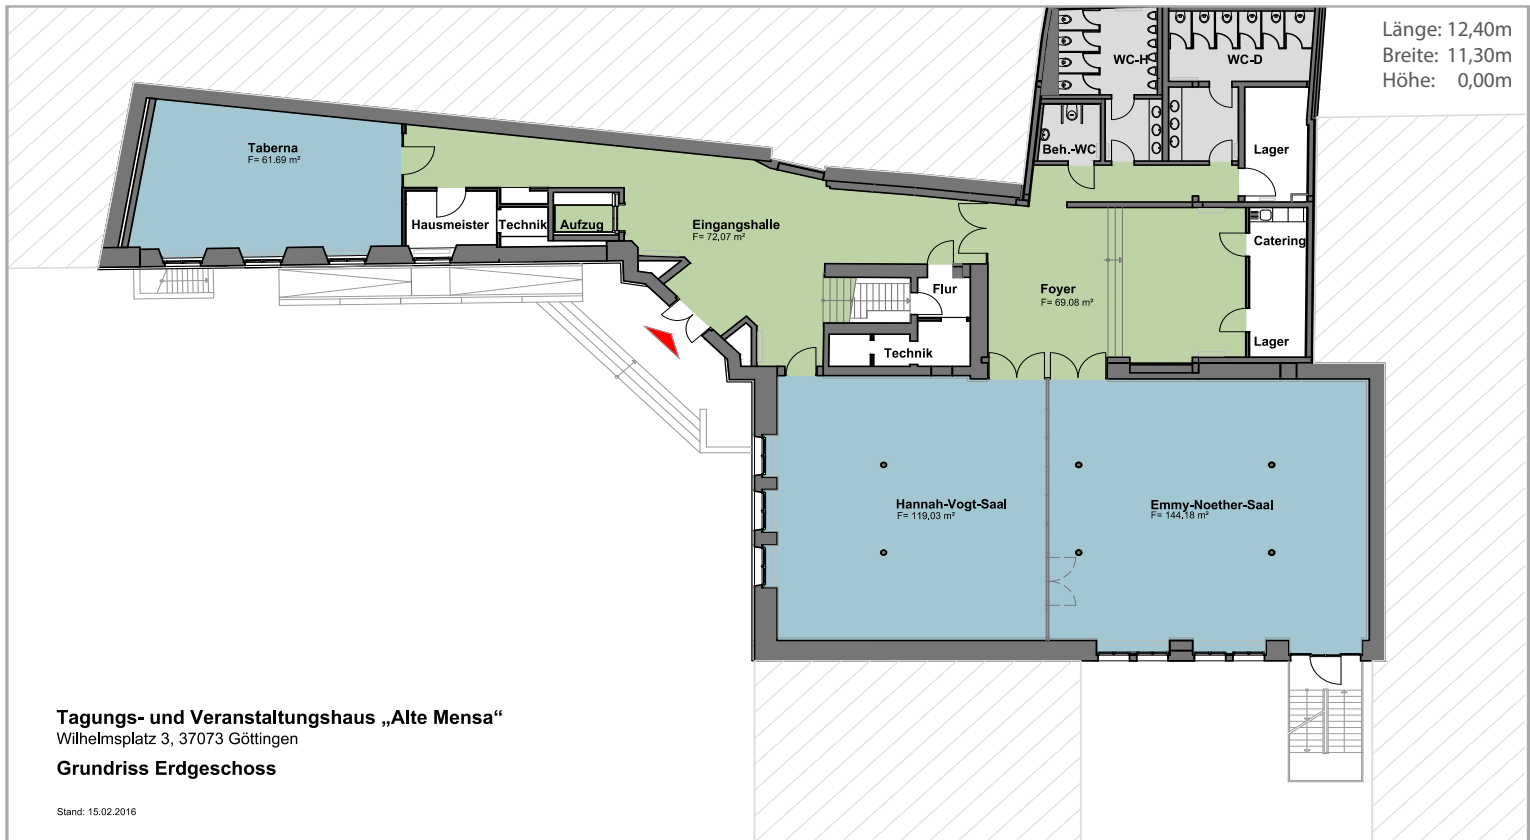 Länge: 12,40m
Breite: 11,30m
Höhe: 0,00m
WC-H
WC-D
Taberna
F= 61.69 m²
Beh.-WC
Lager
Hausmeister
Technik
Aufzug
Eingangshalle
F= 72,07 m²
Catering
Flur
Foyer
F= 69.08 m²
Technik
Lager
Hannah-Vogt-Saal
F= 119,03 m²
Emmy-Noether-Saal
F= 144,18 m²
Tagungs- und Veranstaltungshaus „Alte Mensa“
Wilhelmsplatz 3, 37073 Göttingen
Grundriss Erdgeschoss
Stand: 15.02.2016